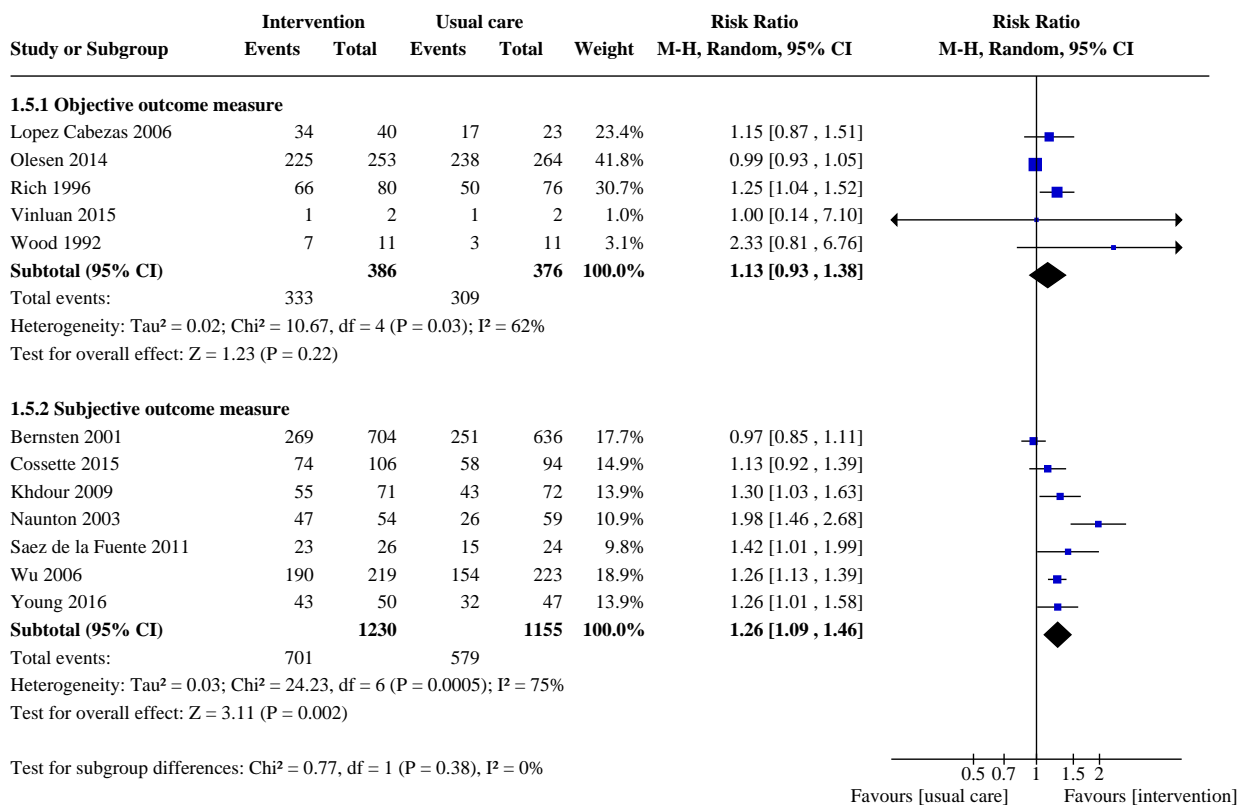 Intervention Usual care Risk Ratio Risk Ratio
Study or Subgroup Events Total Events Total Weight M-H, Random, 95% CI M-H, Random, 95% CI
1.5.1 Objective outcome measure
Lopez Cabezas 2006 34 40 17 23 23.4% 1.15 [0.87 , 1.51]
Olesen 2014 225 253 238 264 41.8% 0.99 [0.93 , 1.05]
Rich 1996 66 80 50 76 30.7% 1.25 [1.04 , 1.52]
Vinluan 2015 1 2 1 2 1.0% 1.00 [0.14 , 7.10]
Wood 1992 7 11 3 11 3.1% 2.33 [0.81 , 6.76]
Subtotal (95% CI) 386 376 100.0% 1.13 [0.93 , 1.38]
Total events: 333 309
Heterogeneity: Tau² = 0.02; Chi² = 10.67, df = 4 (P = 0.03); I² = 62%
Test for overall effect: Z = 1.23 (P = 0.22)
1.5.2 Subjective outcome measure
Bernsten 2001 269 704 251 636 17.7% 0.97 [0.85 , 1.11]
Cossette 2015 74 106 58 94 14.9% 1.13 [0.92 , 1.39]
Khdour 2009 55 71 43 72 13.9% 1.30 [1.03 , 1.63]
Naunton 2003 47 54 26 59 10.9% 1.98 [1.46 , 2.68]
Saez de la Fuente 2011 23 26 15 24 9.8% 1.42 [1.01 , 1.99]
Wu 2006 190 219 154 223 18.9% 1.26 [1.13 , 1.39]
Young 2016 43 50 32 47 13.9% 1.26 [1.01 , 1.58]
Subtotal (95% CI) 1230 1155 100.0% 1.26 [1.09 , 1.46]
Total events: 701 579
Heterogeneity: Tau² = 0.03; Chi² = 24.23, df = 6 (P = 0.0005); I² = 75%
Test for overall effect: Z = 3.11 (P = 0.002)
Test for subgroup differences: Chi² = 0.77, df = 1 (P = 0.38), I² = 0%
0.5 0.7 1 1.5 2
Favours [usual care] Favours [intervention]